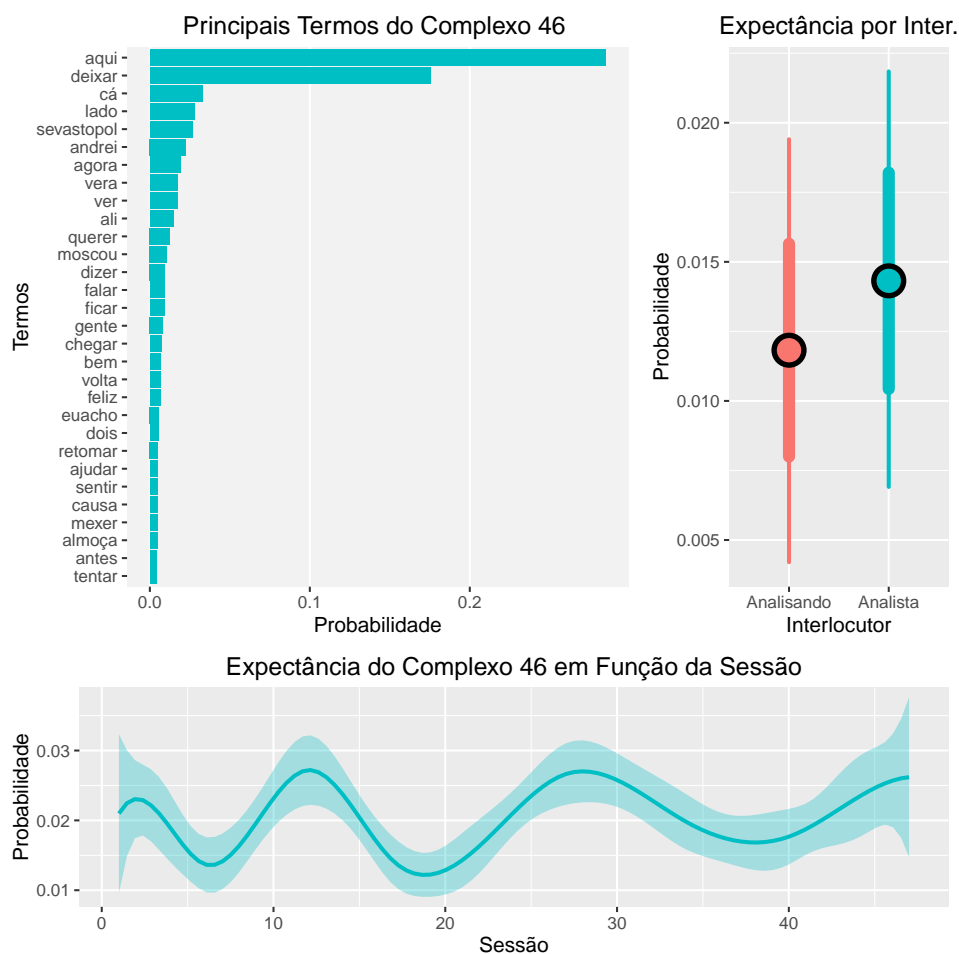 Principais Termos do Complexo 46
Termos
aqui
deixar
cá
lado
sevastopol
andrei
agora
vera
ver
ali
querer
moscou
dizer
falar
ficar
gente
chegar
bem
volta
feliz
euacho
dois
retomar
ajudar
sentir
causa
mexer
almoça
antes
tentar
0.0 0.1 0.2
Probabilidade
Expectância por Inter.
Probabilidade
0.020
0.015
0.010
0.005
Analisando Analista
Interlocutor
Expectância do Complexo 46 em Função da Sessão
Probabilidade
0.03
0.02
0.01
0 10 20 30 40
Sessão